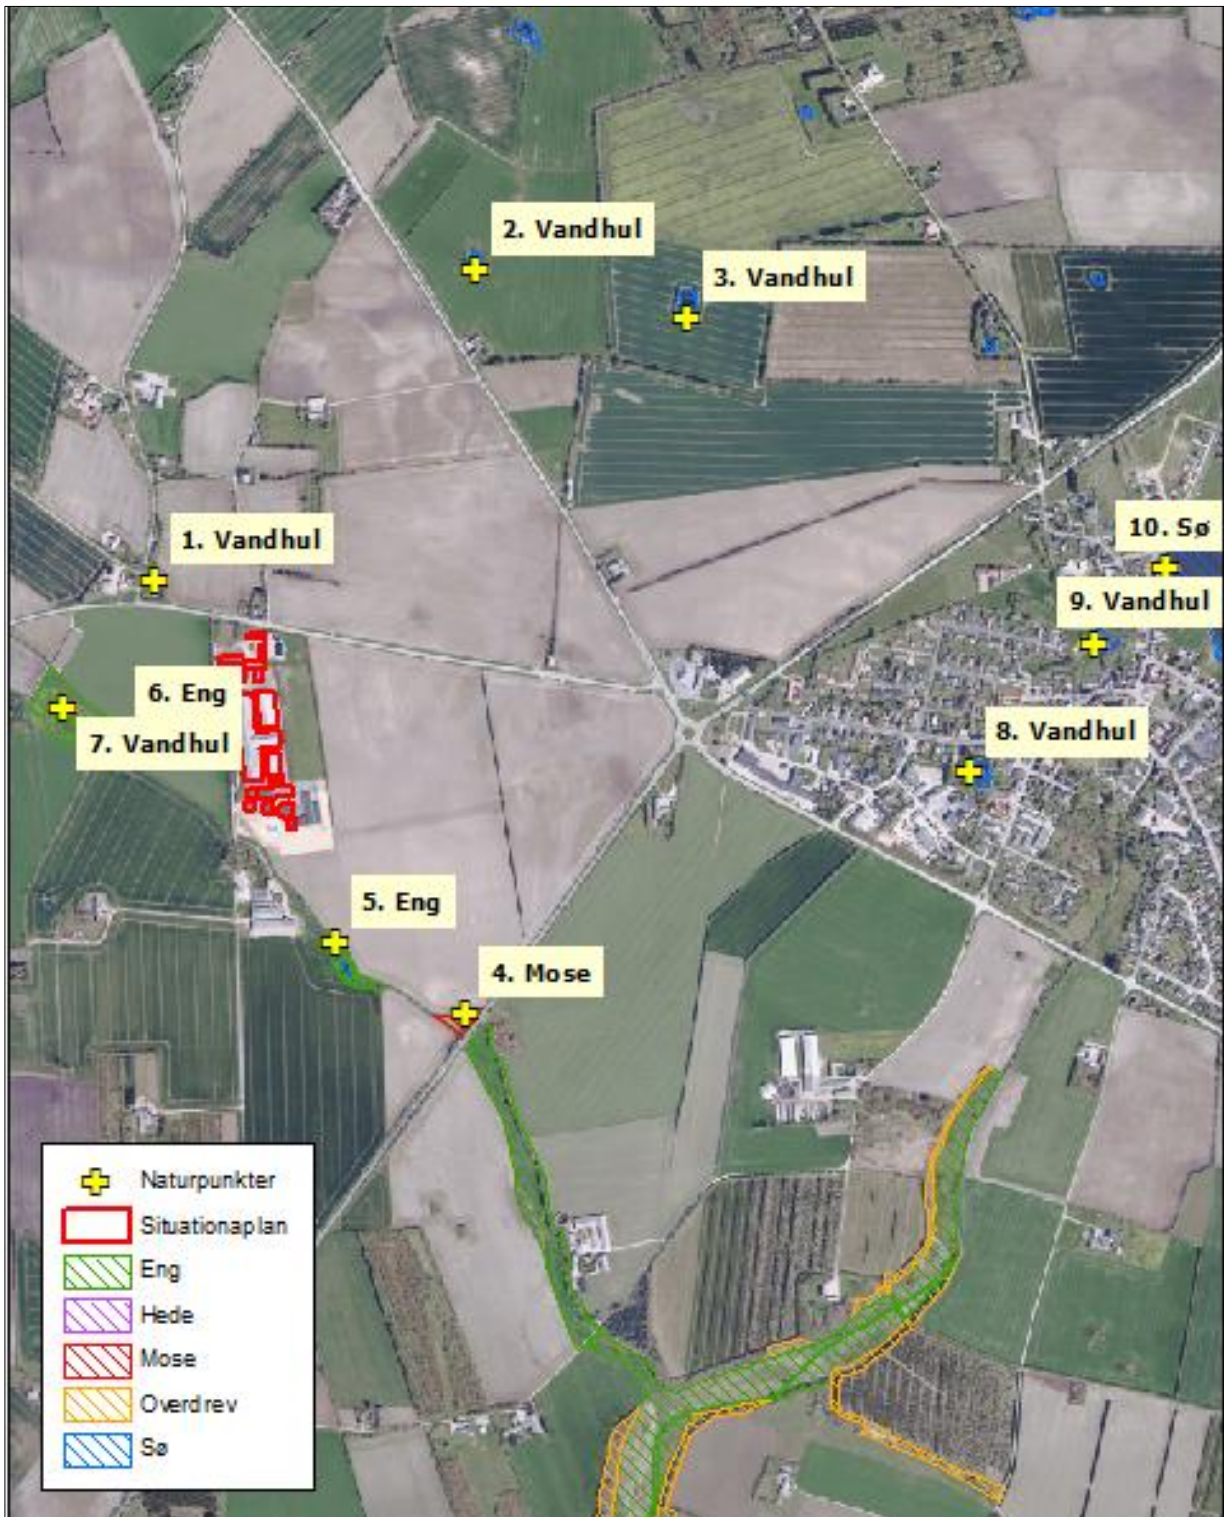 2. Vandhul
3. Vandhul
1. Vandhul
10. Sø
9. Vandhul
6. Eng
7. Vandhul
8. Vandhul
5. Eng
4. Mose
Naturpunkter
Situationaplan
Eng
Hede
Mose
Overdrev
Sø